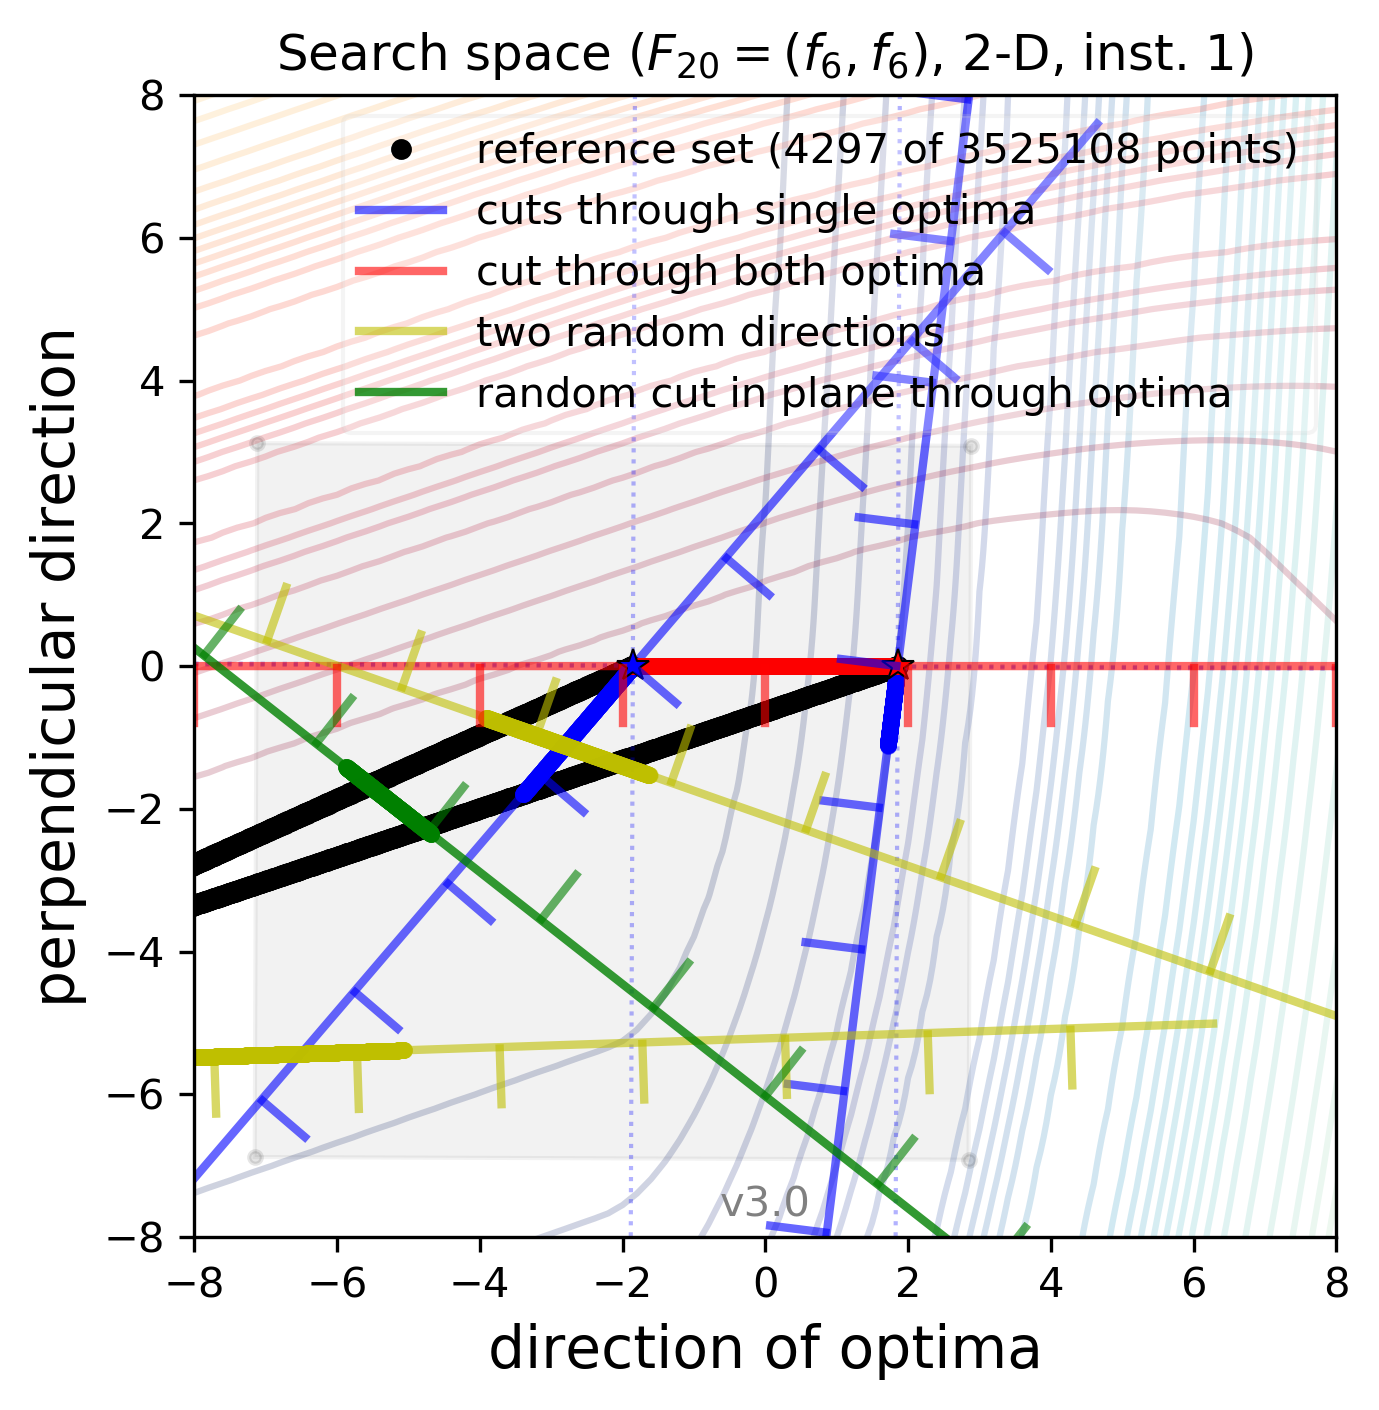 Search space (F₂₀ = (f₆, f₆), 2-D, inst. 1)
8
6
4
2
0
−2
−4
−6
−8
perpendicular direction
reference set (4297 of 3525108 points)
cuts through single optima
cut through both optima
two random directions
random cut in plane through optima
v3.0
−8 −6 −4 −2 0 2 4 6 8
direction of optima